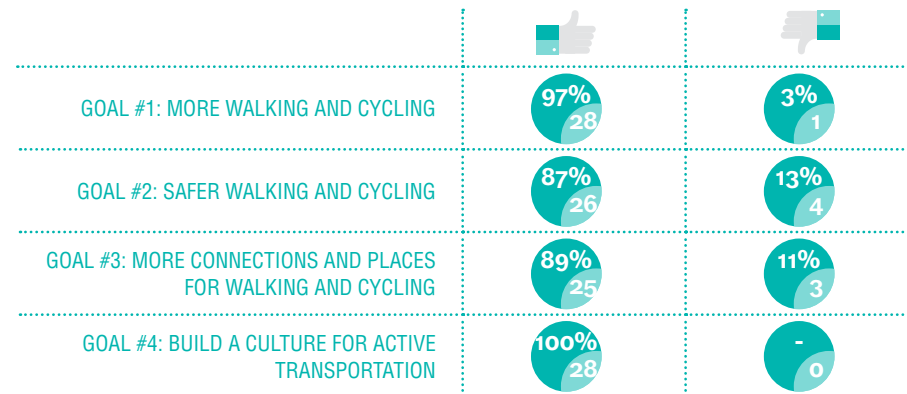 GOAL #1: MORE WALKING AND CYCLING
97%
28
3%
1
GOAL #2: SAFER WALKING AND CYCLING
87%
26
13%
4
GOAL #3: MORE CONNECTIONS AND PLACES
FOR WALKING AND CYCLING
89%
25
11%
3
GOAL #4: BUILD A CULTURE FOR ACTIVE
TRANSPORTATION
100%
28
-
0